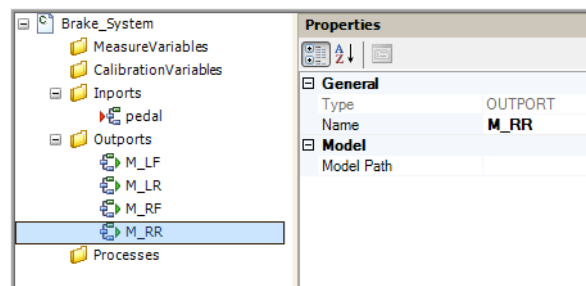 Brake_System
MeasureVariables
CalibrationVariables
Inports
pedal
Outports
M_LF
M_LR
M_RF
M_RR
Processes
Properties
General
Type OUTPORT
Name M_RR
Model
Model Path